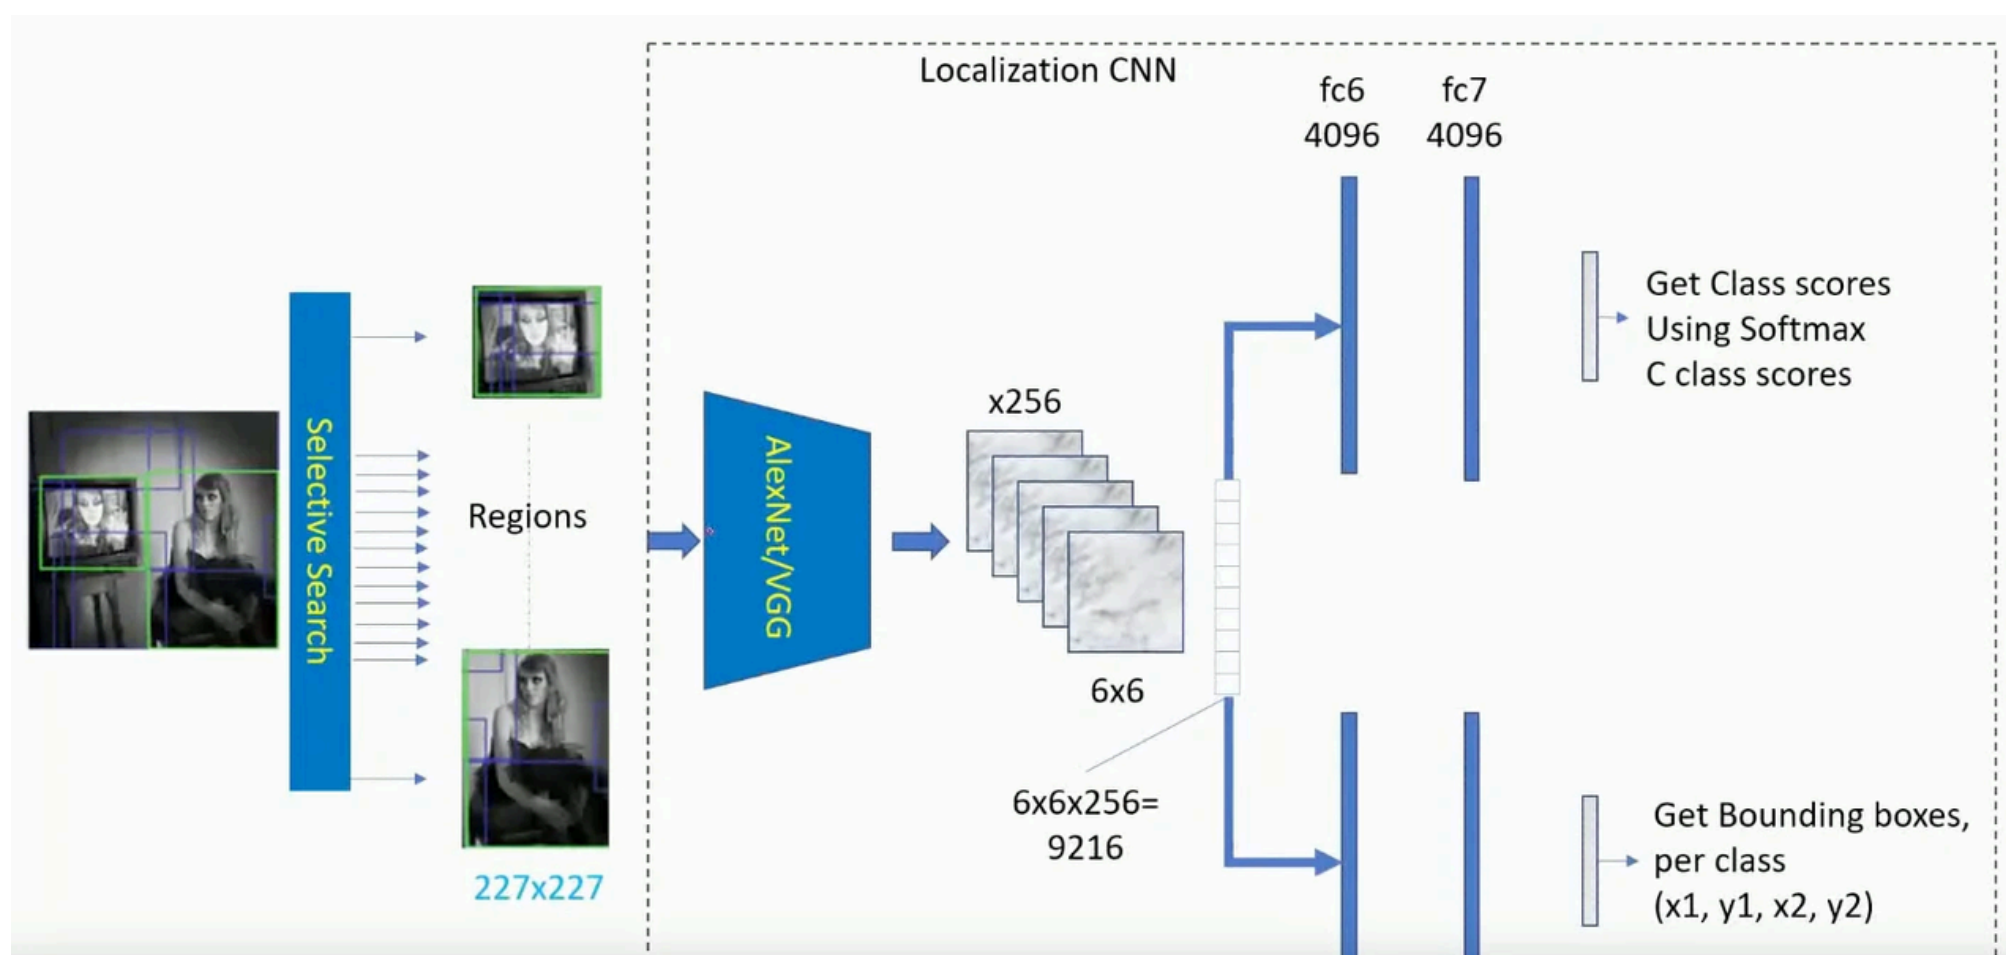 Localization CNN
fc6
4096
fc7
4096
Selective Search
Regions
227x227
AlexNet/VGG
x256
6x6
6x6x256=
9216
Get Class scores
Using Softmax
C class scores
Get Bounding boxes,
per class
(x1, y1, x2, y2)